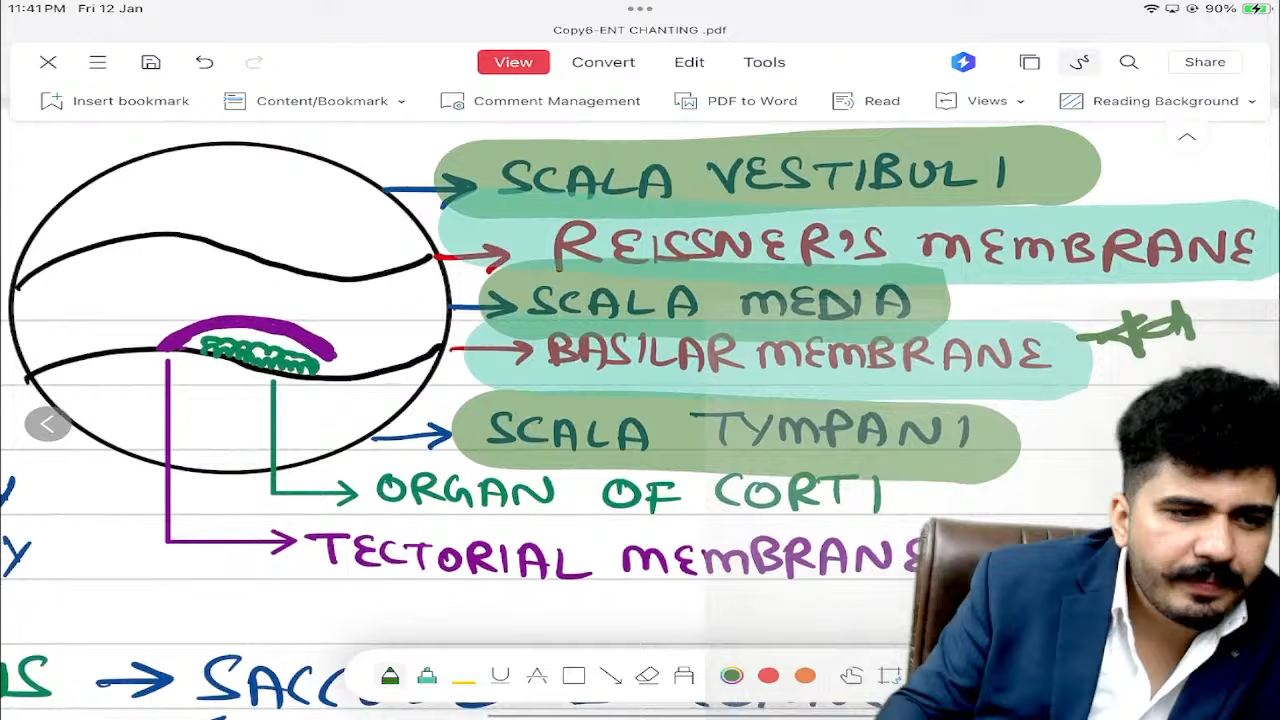 11:41PM Fri 12 Jan
90%
Copy6-ENT CHANTING .pdf
View Convert Edit Tools
Share
Insert bookmark Content/Bookmark Comment Management PDF to Word Read Views Reading Background
SCALA VESTIBULI
REISSNER'S MEMBRANE
SCALA MEDIA
BASILAR MEMBRANE
SCALA TYMPANI
ORGAN OF CORTI
TECTORIAL MEMBRANE